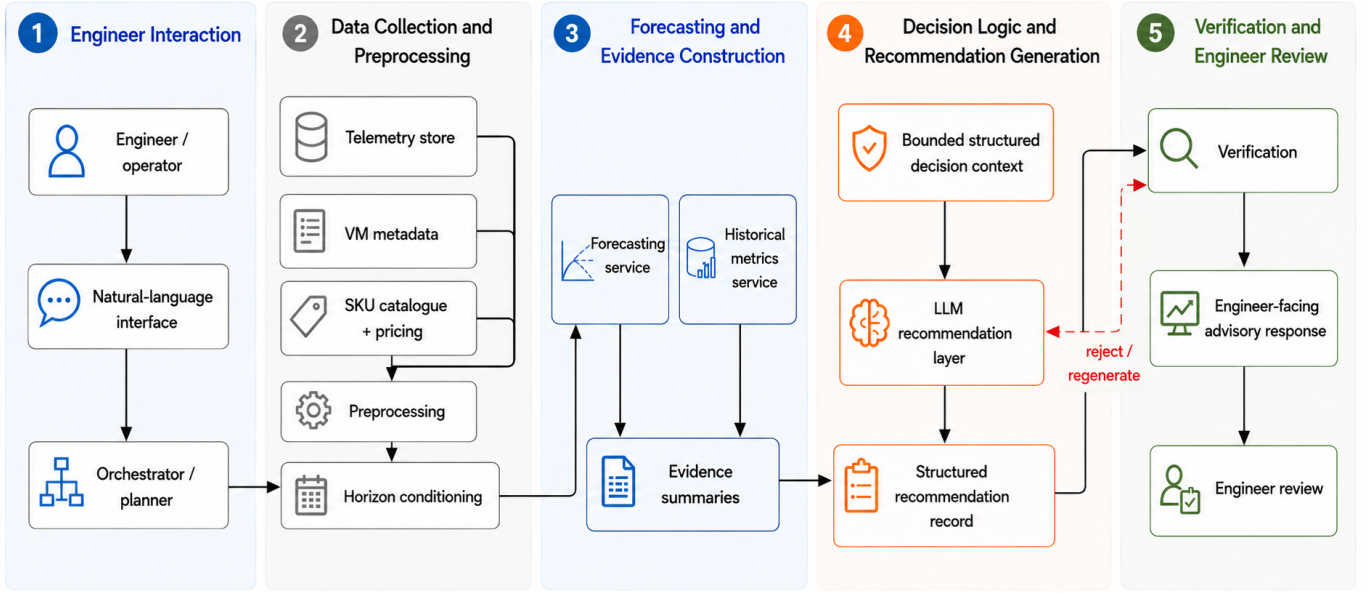 1 Engineer Interaction
Engineer /
operator
Natural-language
interface
Orchestrator /
planner
2 Data Collection and
Preprocessing
Telemetry store
VM metadata
SKU catalogue
+ pricing
Preprocessing
Horizon conditioning
3 Forecasting and
Evidence Construction
Forecasting
service
Historical
metrics
service
Evidence
summaries
4 Decision Logic and
Recommendation Generation
Bounded structured
decision context
LLM
recommendation
layer
reject /
regenerate
Structured
recommendation
record
5 Verification and
Engineer Review
Verification
Engineer-facing
advisory response
Engineer review